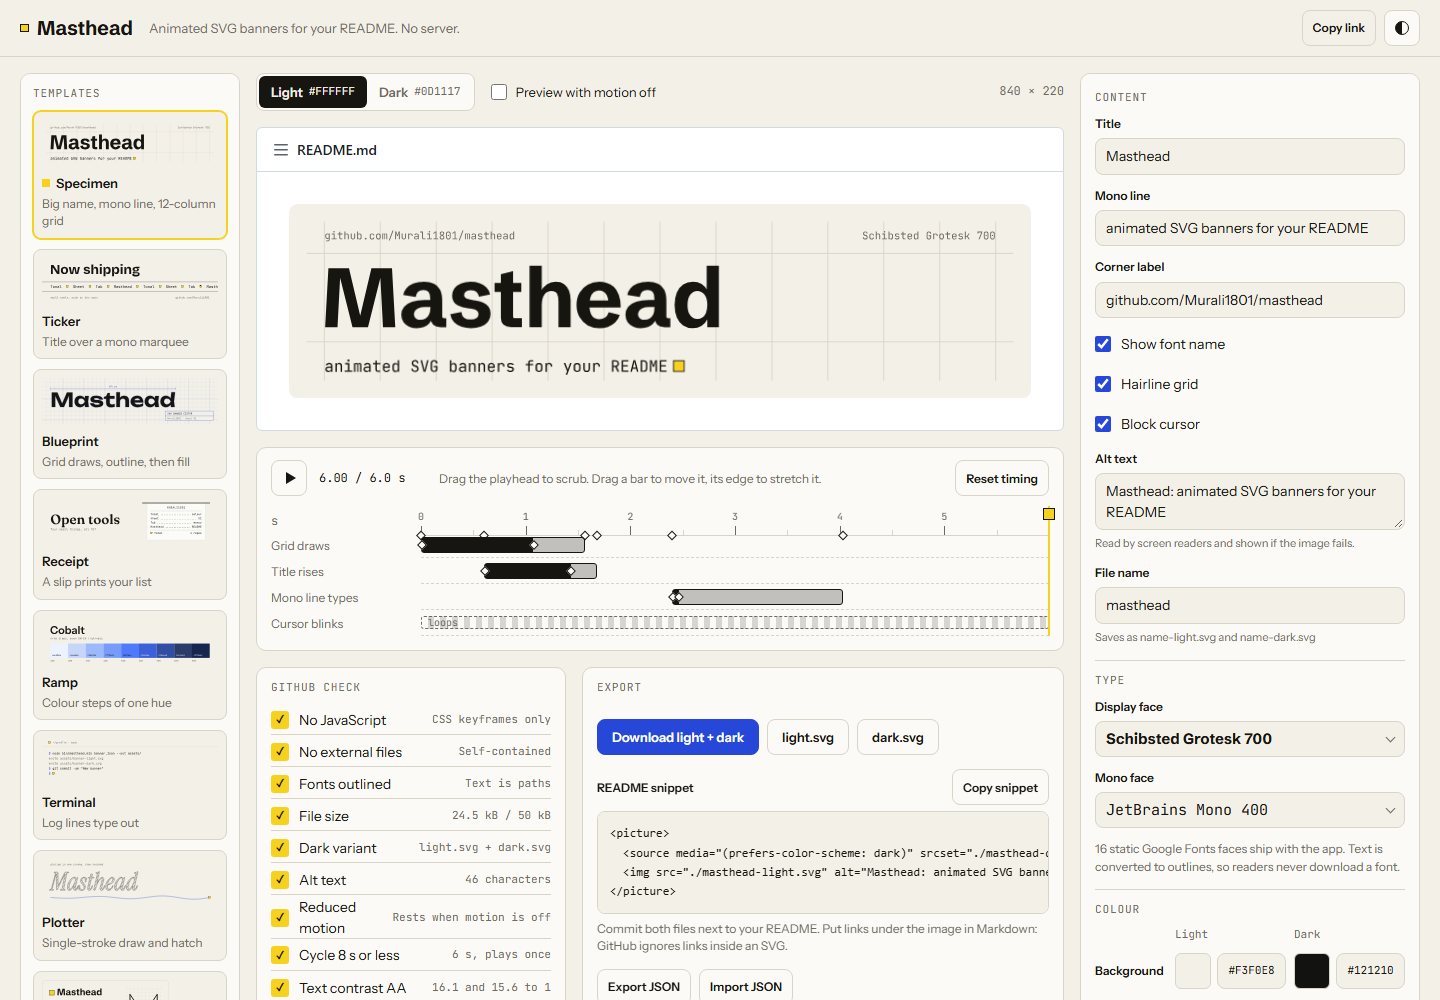 Masthead
Animated SVG banners for your README. No server.
Copy link
TEMPLATES
Masthead
animated SVG banners for your README
Specimen
Big name, mono line, 12-column
grid
Now shipping
Ticker
Title over a mono marquee
Masthead
Blueprint
Grid draws, outline, then fill
Open tools
Receipt
A slip prints your list
Cobalt
Ramp
Colour steps of one hue
Terminal
Log lines type out
Masthead
Plotter
Single-stroke draw and hatch
Masthead
Light #FFFFFF
Dark #0D1117
Preview with motion off
840 × 220
README.md
github.com/Murali1801/masthead
Schibsted Grotesk 700
Masthead
animated SVG banners for your README
6.00 / 6.0 s
Drag the playhead to scrub. Drag a bar to move it, its edge to stretch it.
Reset timing
s
0 1 2 3 4 5
Grid draws
Title rises
Mono line types
Cursor blinks
loops
GITHUB CHECK
No JavaScript CSS keyframes only
No external files Self-contained
Fonts outlined Text is paths
File size 24.5 kB / 50 kB
Dark variant light.svg + dark.svg
Alt text 46 characters
Reduced
motion
Rests when motion is off
Cycle 8 s or less 6 s, plays once
Text contrast AA 16.1 and 15.6 to 1
EXPORT
Download light + dark
light.svg
dark.svg
README snippet
Copy snippet
<picture>
<source media="(prefers-color-scheme: dark)" srcset="./masthead-d
<img src="./masthead-light.svg" alt="Masthead: animated SVG banne
</picture>
Commit both files next to your README. Put links under the image in Markdown:
GitHub ignores links inside an SVG.
Export JSON
Import JSON
CONTENT
Title
Masthead
Mono line
animated SVG banners for your README
Corner label
github.com/Murali1801/masthead
Show font name
Hairline grid
Block cursor
Alt text
Masthead: animated SVG banners for your
README
Read by screen readers and shown if the image fails.
File name
masthead
Saves as name-light.svg and name-dark.svg
TYPE
Display face
Schibsted Grotesk 700
Mono face
JetBrains Mono 400
16 static Google Fonts faces ship with the app. Text is
converted to outlines, so readers never download a font.
COLOUR
Light Dark
Background #F3F0E8 #121210